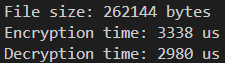 File size: 262144 bytes
Encryption time: 3338 us
Decryption time: 2980 us